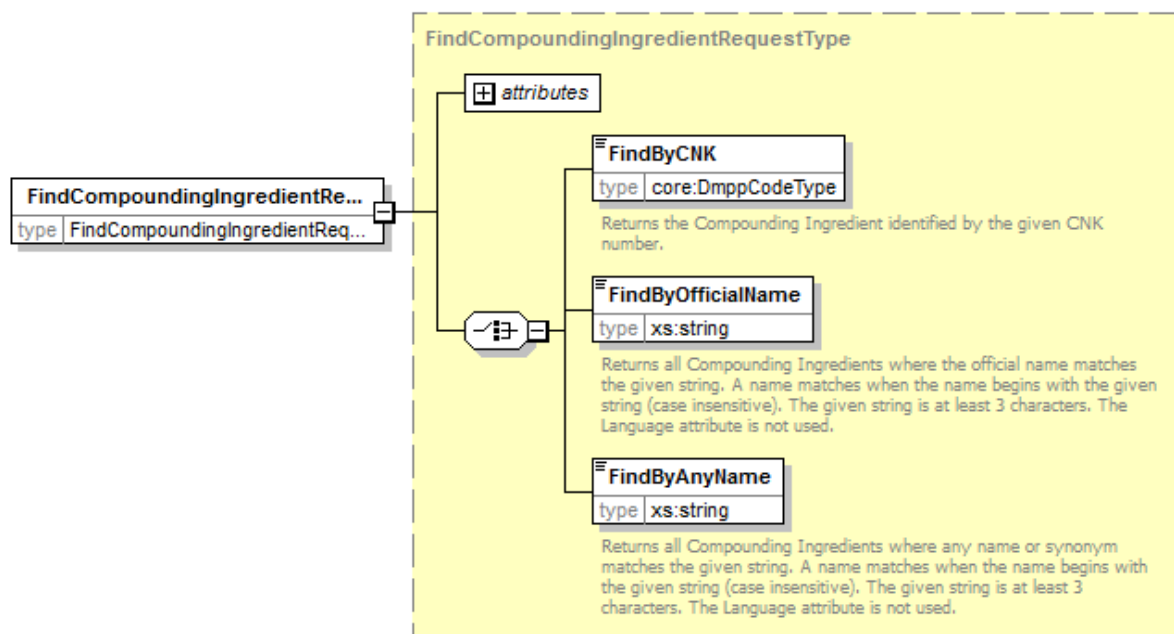 FindCompoundingIngredientRequestType
attributes
FindCompoundingIngredientRe...
type FindCompoundingIngredientReq...
FindByCNK
type core:DmppCodeType
Returns the Compounding Ingredient identified by the given CNK
number.
FindByOfficialName
type xs:string
Returns all Compounding Ingredients where the official name matches
the given string. A name matches when the name begins with the given
string (case insensitive). The given string is at least 3 characters. The
Language attribute is not used.
FindByAnyName
type xs:string
Returns all Compounding Ingredients where any name or synonym
matches the given string. A name matches when the name begins with
the given string (case insensitive). The given string is at least 3
characters. The Language attribute is not used.